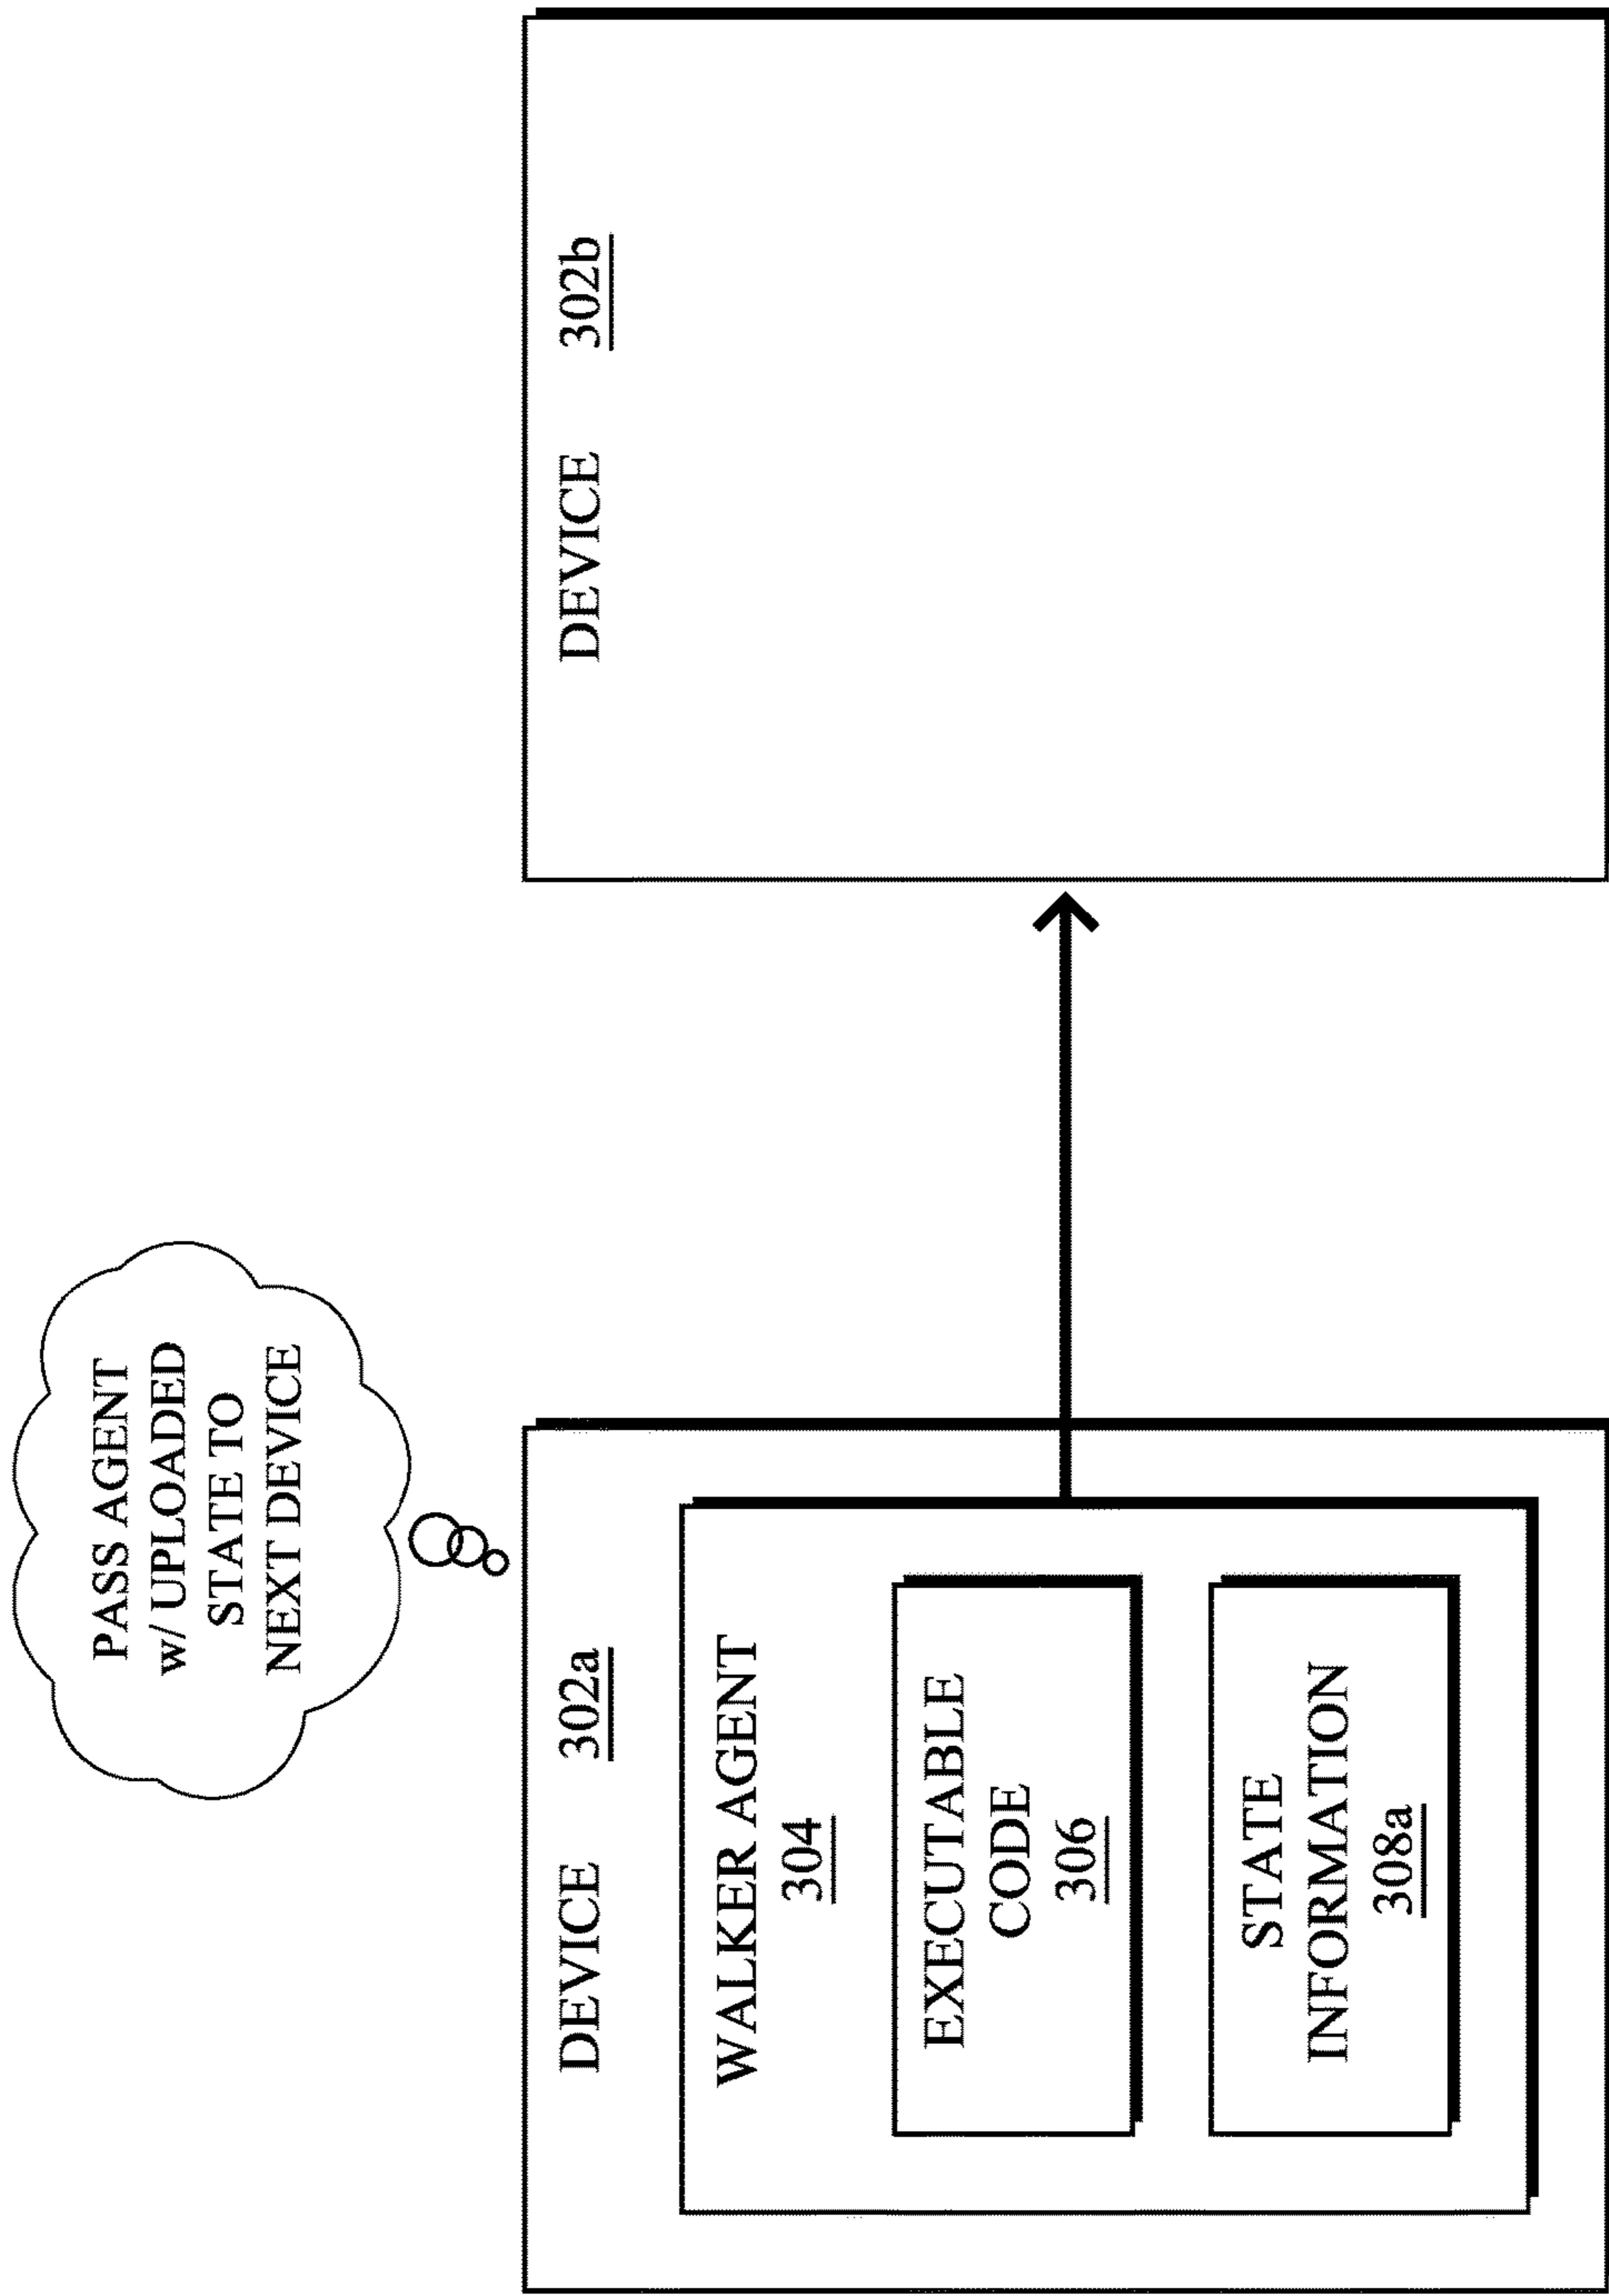 PASS AGENT
w/ UPLOADED
STATE TO
NEXT DEVICE
DEVICE 302a
WALKER AGENT
304
EXECUTABLE
CODE
306
STATE
INFORMATION
308a
DEVICE 302b